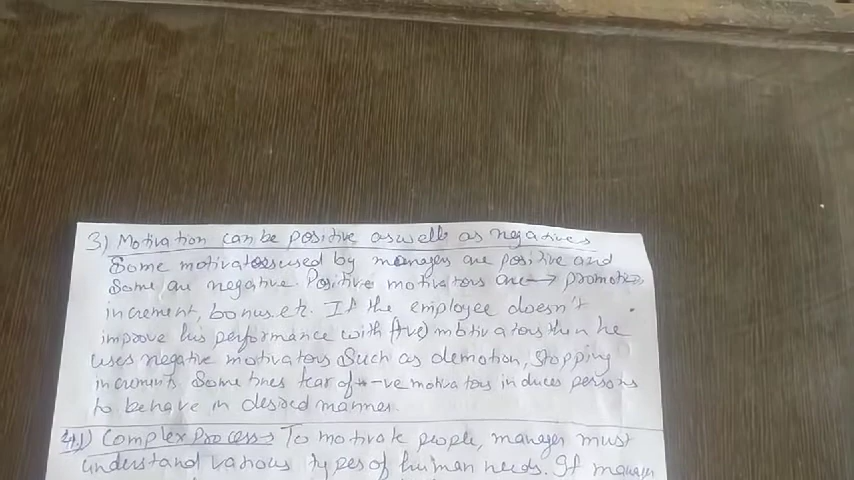 3) Motivation can be positive aswells as negatives
Some motivators used by managers are positive and
Some are negative. Positive motivators are → promotion
increment, bonus.etc. If the employee doesn't
improve his performance with (+ve) motivators then he
uses negative motivators Such as demotion, Stopping
increments. Some times fear of -ve motivators induces persons
to behave in desired manner.
4.) Complex Process → To motivate people, manager must
understand various types of human needs. If manager